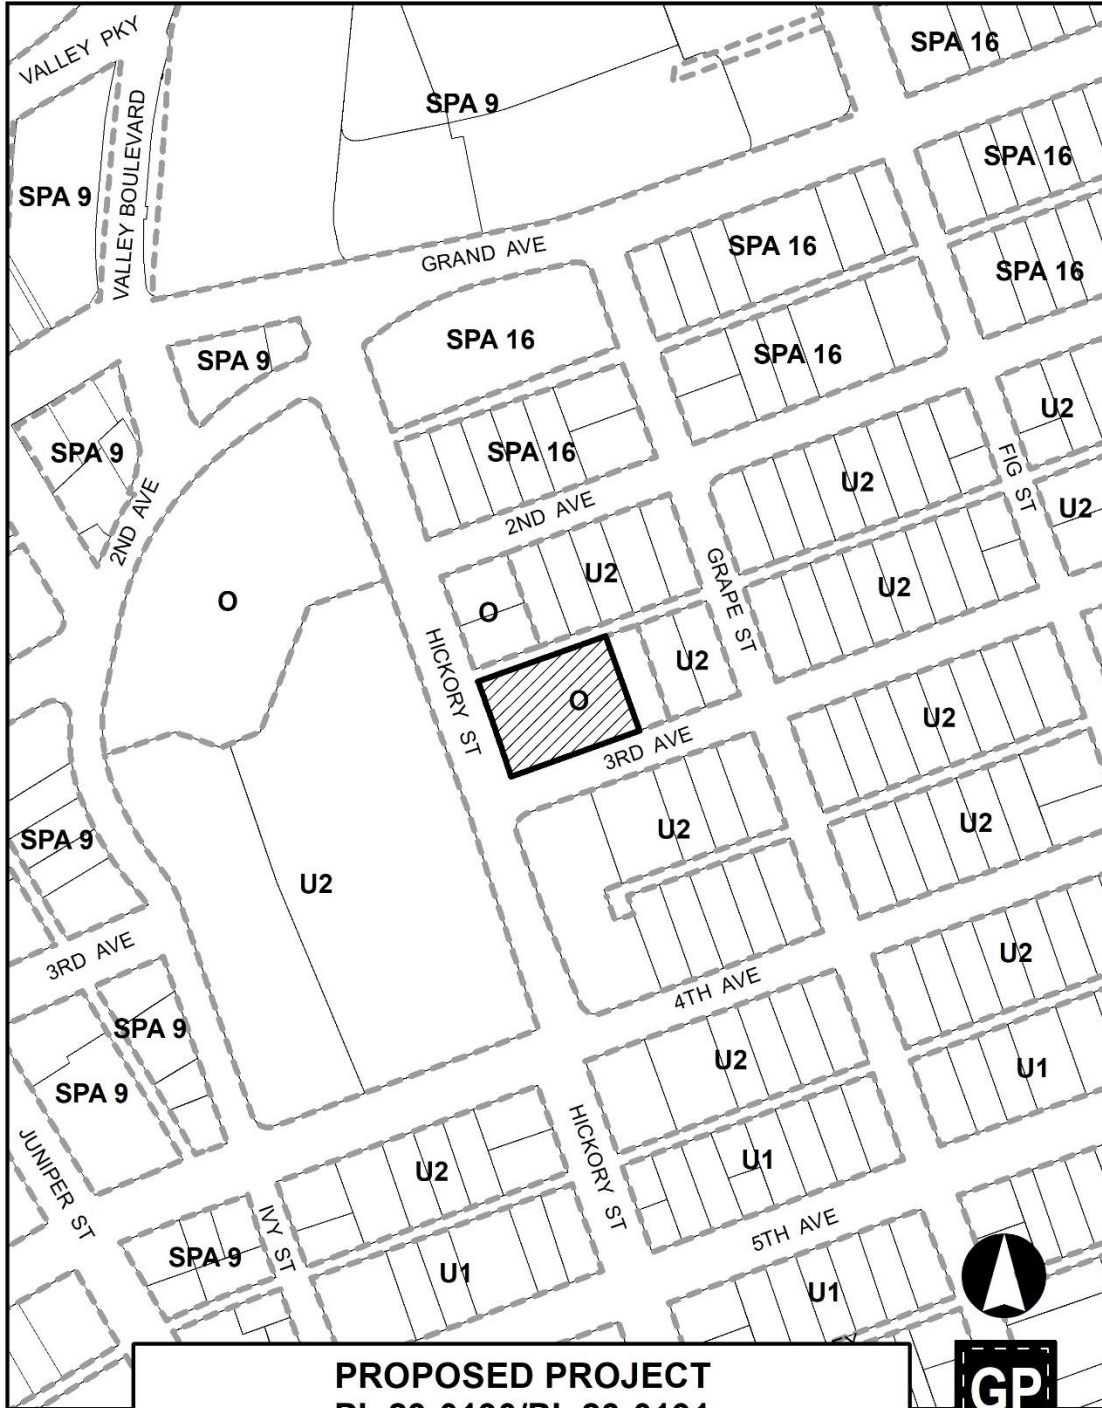 VALLEY PKY
SPA 16
SPA 9
VALLEY BOULEVARD
SPA 16
SPA 9
SPA 16
GRAND AVE
SPA 16
SPA 16
SPA 16
SPA 9
SPA 9
SPA 16
U2
2ND AVE
2ND AVE
U2
FIG ST
U2
O
O
U2
GRAPE ST
U2
HICKORY ST
U2
O
3RD AVE
U2
U2
U2
SPA 9
U2
3RD AVE
U2
4TH AVE
SPA 9
SPA 9
U2
U1
JUNIPER ST
HICKORY ST
U2
U1
IVY ST
5TH AVE
SPA 9
U1
U1
PROPOSED PROJECT
GP